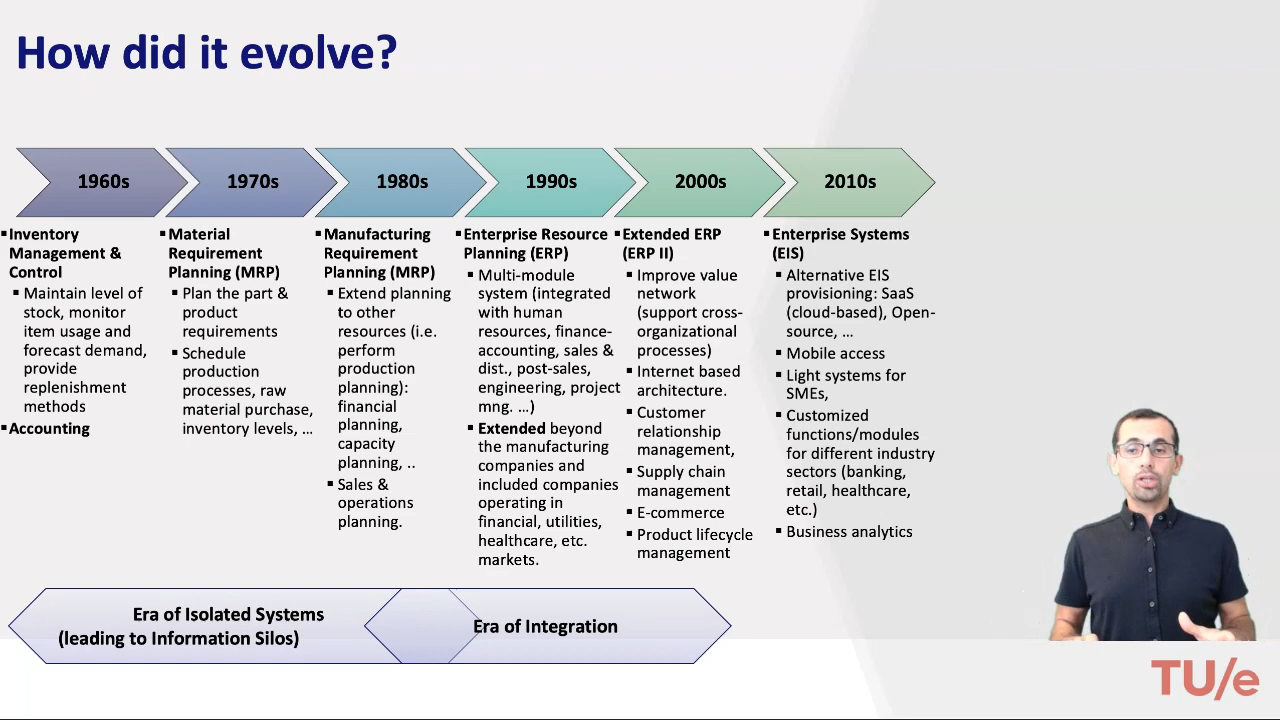 How did it evolve?
1960s
1970s
1980s
1990s
2000s
2010s
▪Inventory
Management &
Control
▪ Maintain level of
stock, monitor
item usage and
forecast demand,
provide
replenishment
methods
▪Accounting
▪Material
Requirement
Planning (MRP)
▪ Plan the part &
product
requirements
▪ Schedule
production
processes, raw
material purchase,
inventory levels, ...
▪Manufacturing
Requirement
Planning (MRP)
▪ Extend planning
to other
resources (i.e.
perform
production
planning):
financial
planning,
capacity
planning, ..
▪ Sales &
operations
planning.
▪Enterprise Resource
Planning (ERP)
▪ Multi-module
system (integrated
with human
resources, finance-
accounting, sales &
dist., post-sales,
engineering, project
mng. ...)
▪ Extended beyond
the manufacturing
companies and
included companies
operating in
financial, utilities,
healthcare, etc.
markets.
▪Extended ERP
(ERP II)
▪ Improve value
network
(support cross-
organizational
processes)
▪ Internet based
architecture.
▪ Customer
relationship
management,
▪ Supply chain
management
▪ E-commerce
▪ Product lifecycle
management
▪Enterprise Systems
(EIS)
▪ Alternative EIS
provisioning: SaaS
(cloud-based), Open-
source, ...
▪ Mobile access
▪ Light systems for
SMEs,
▪ Customized
functions/modules
for different industry
sectors (banking,
retail, healthcare,
etc.)
▪ Business analytics
Era of Isolated Systems
(leading to Information Silos)
Era of Integration
TU/e